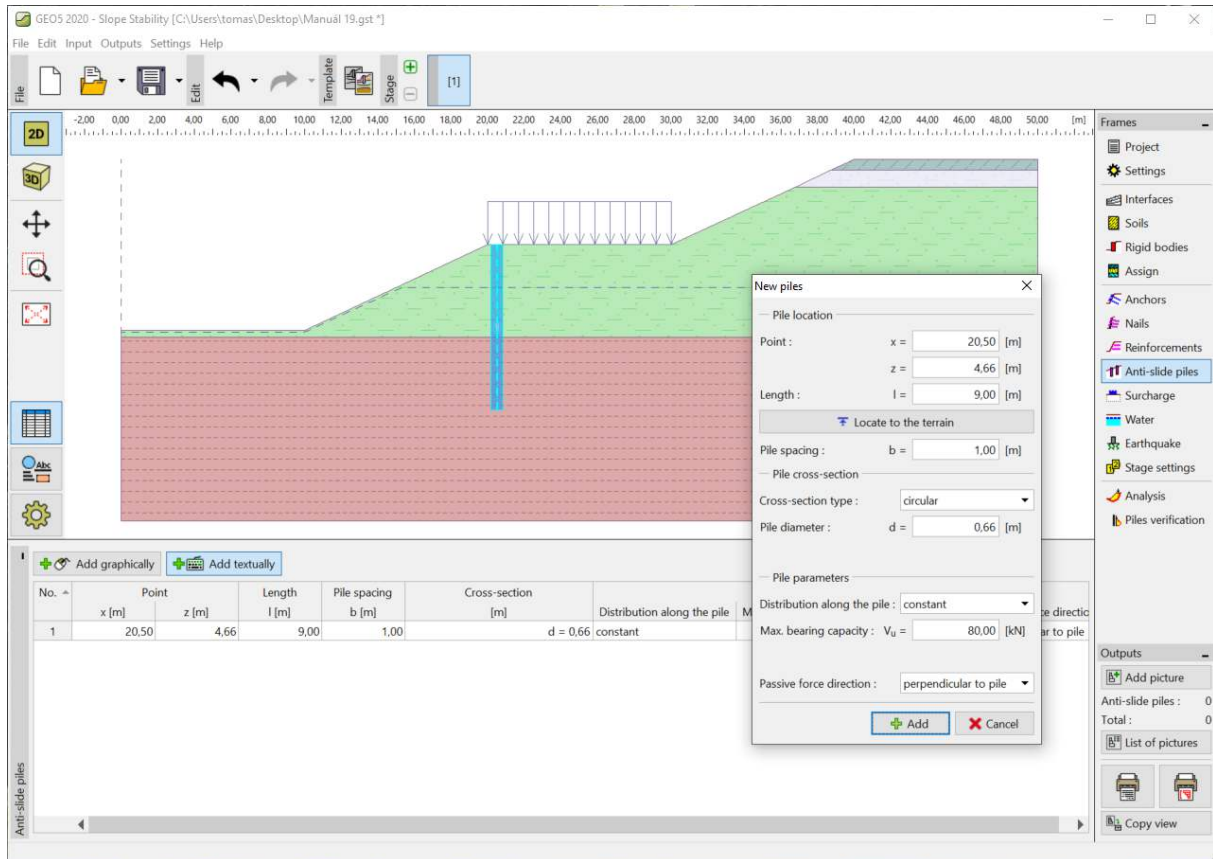 GEO5 2020 - Slope Stability [C:\Users\tomas\Desktop\Manuál 19.gst *]
File Edit Input Outputs Settings Help
File
Edit
Template
Stage
[1]
-2,00 0,00 2,00 4,00 6,00 8,00 10,00 12,00 14,00 16,00 18,00 20,00 22,00 24,00 26,00 28,00 30,00 32,00 34,00 36,00 38,00 40,00 42,00 44,00 46,00 48,00 50,00 [m]
2D
3D
Abc
Frames
Project
Settings
Interfaces
Soils
Rigid bodies
Assign
Anchors
Nails
Reinforcements
Anti-slide piles
Surcharge
Water
Earthquake
Stage settings
Analysis
Piles verification
New piles
Pile location
Point : x = 20,50 [m]
z = 4,66 [m]
Length : l = 9,00 [m]
Locate to the terrain
Pile spacing : b = 1,00 [m]
Pile cross-section
Cross-section type : circular
Pile diameter : d = 0,66 [m]
Pile parameters
Distribution along the pile : constant
Max. bearing capacity : Vu = 80,00 [kN]
Passive force direction : perpendicular to pile
Add Cancel
Add graphically Add textually
No. Point Length Pile spacing Cross-section
x [m] z [m] l [m] b [m] [m] Distribution along the pile M e directic
1 20,50 4,66 9,00 1,00 d = 0,66 constant ar to pile
Anti-slide piles
Outputs
Add picture
Anti-slide piles : 0
Total : 0
List of pictures
Copy view